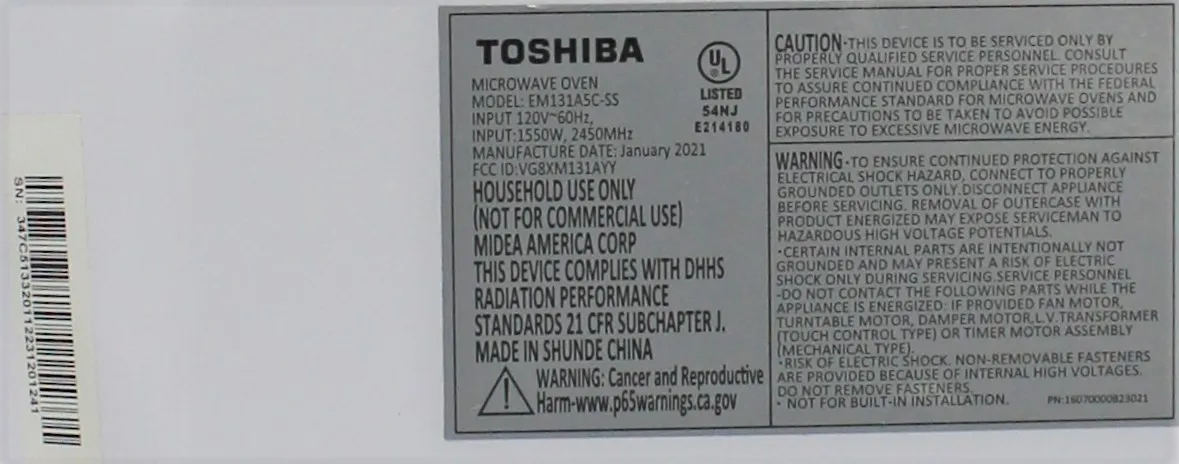 SN: 347C5133201122312012​41
TOSHIBA
MICROWAVE OVEN
MODEL: EM131A5C-SS
INPUT 120V~60Hz,
INPUT:1550W, 2450MHz
MANUFACTURE DATE: January 2021
FCC ID:VG8XM131AYY
HOUSEHOLD USE ONLY
(NOT FOR COMMERCIAL USE)
MIDEA AMERICA CORP
THIS DEVICE COMPLIES WITH DHHS
RADIATION PERFORMANCE
STANDARDS 21 CFR SUBCHAPTER J.
MADE IN SHUNDE CHINA
WARNING: Cancer and Reproductive
Harm-www.p65warnings.ca.gov
UL
LISTED
54NJ
E214180
CAUTION·THIS DEVICE IS TO BE SERVICED ONLY BY
PROPERLY QUALIFIED SERVICE PERSONNEL. CONSULT
THE SERVICE MANUAL FOR PROPER SERVICE PROCEDURES
TO ASSURE CONTINUED COMPLIANCE WITH THE FEDERAL
PERFORMANCE STANDARD FOR MICROWAVE OVENS AND
FOR PRECAUTIONS TO BE TAKEN TO AVOID POSSIBLE
EXPOSURE TO EXCESSIVE MICROWAVE ENERGY.
WARNING·TO ENSURE CONTINUED PROTECTION AGAINST
ELECTRICAL SHOCK HAZARD, CONNECT TO PROPERLY
GROUNDED OUTLETS ONLY.DISCONNECT APPLIANCE
BEFORE SERVICING. REMOVAL OF OUTERCASE WITH
PRODUCT ENERGIZED MAY EXPOSE SERVICEMAN TO
HAZARDOUS HIGH VOLTAGE POTENTIALS.
·CERTAIN INTERNAL PARTS ARE INTENTIONALLY NOT
GROUNDED AND MAY PRESENT A RISK OF ELECTRIC
SHOCK ONLY DURING SERVICING.SERVICE PERSONNEL
-DO NOT CONTACT THE FOLLOWING PARTS WHILE THE
APPLIANCE IS ENERGIZED: IF PROVIDED FAN MOTOR,
TURNTABLE MOTOR, DAMPER MOTOR,L.V.TRANSFORMER
(TOUCH CONTROL TYPE) OR TIMER MOTOR ASSEMBLY
(MECHANICAL TYPE).
·RISK OF ELECTRIC SHOCK. NON-REMOVABLE FASTENERS
ARE PROVIDED BECAUSE OF INTERNAL HIGH VOLTAGES.
DO NOT REMOVE FASTENERS.
· NOT FOR BUILT-IN INSTALLATION.
PN:16070000B23021